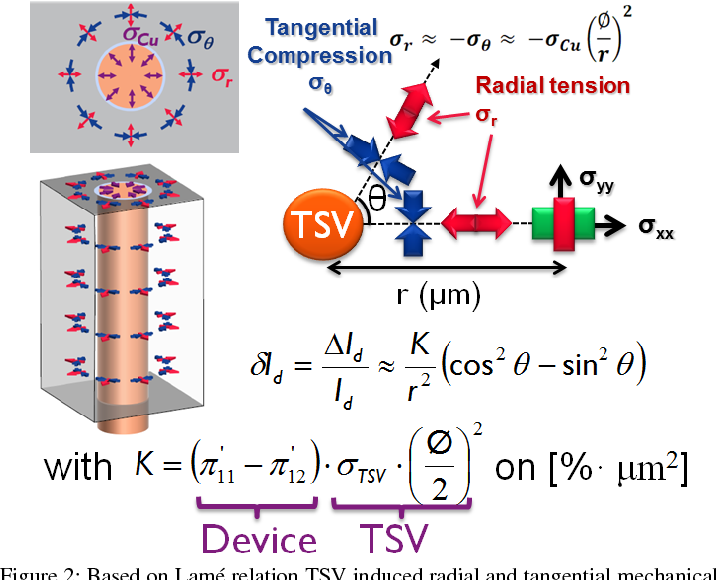 σCu σθ
σr
Tangential
Compression
σθ
σr ≈ −σθ ≈ −σCu (Ø/r)²
Radial tension
σr
θ
TSV
σyy
σxx
r (μm)
δId = ΔId/Id ≈ K/r² (cos² θ − sin² θ)
with K = (π'11 − π'12) · σTSV · (Ø/2)² on [%· μm²]
Device TSV
Figure 2: Based on Lamé relation TSV induced radial and tangential mechanical